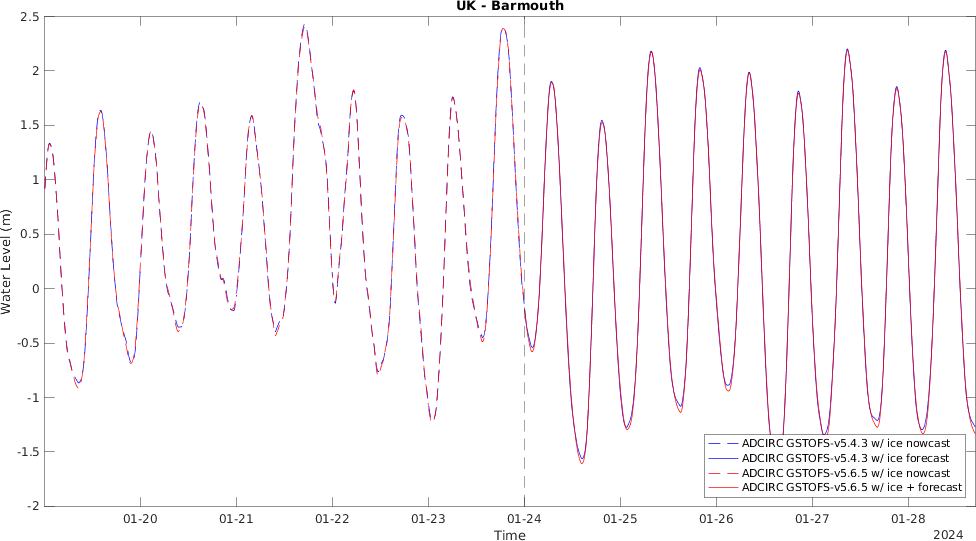 UK - Barmouth
Water Level (m)
2.5
2
1.5
1
0.5
0
-0.5
-1
-1.5
-2
ADCIRC GSTOFS-v5.4.3 w/ ice nowcast
ADCIRC GSTOFS-v5.4.3 w/ ice forecast
ADCIRC GSTOFS-v5.6.5 w/ ice nowcast
ADCIRC GSTOFS-v5.6.5 w/ ice + forecast
01-20 01-21 01-22 01-23 01-24 01-25 01-26 01-27 01-28
Time
2024